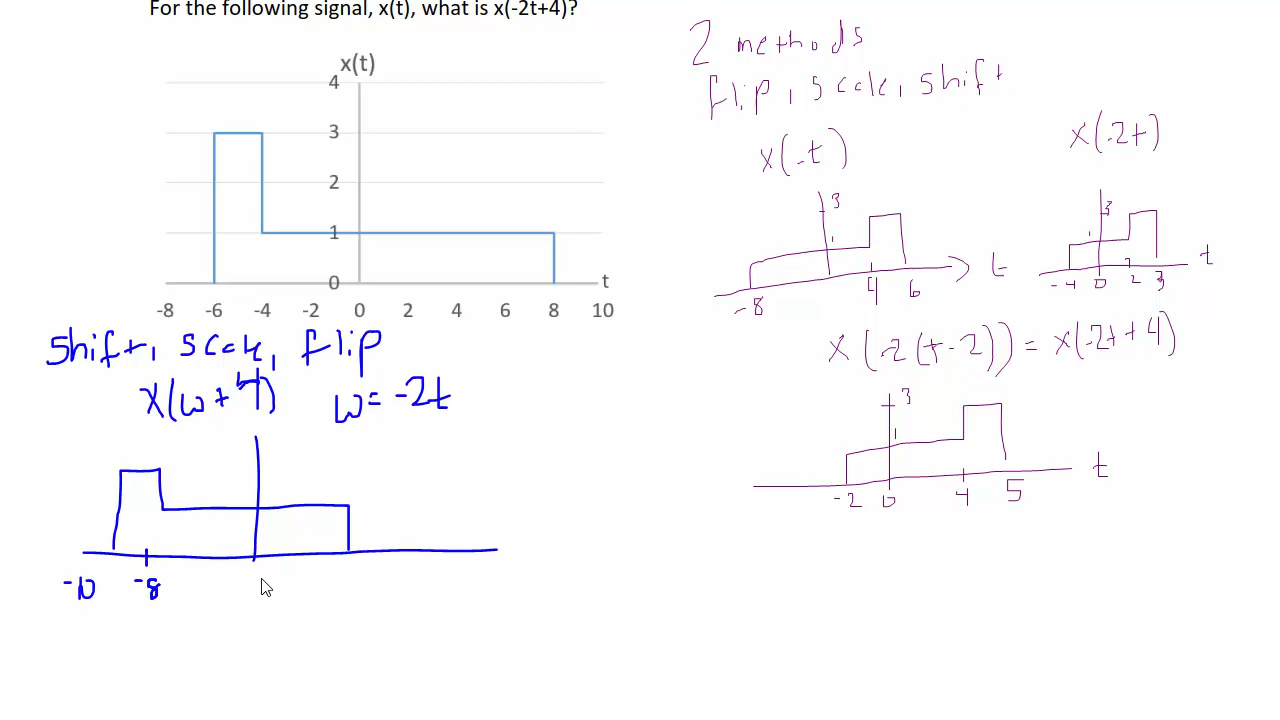 For the following signal, x(t), what is x(-2t+4)?
x(t)
4
3
2
1
0
t
-8 -6 -4 -2 0 2 4 6 8 10
shift, scale, flip
x(w+4) w= -2t
-10 -8
2 methods
flip, scale, shift
x(-t)
3
1
t
-8 4 6
x(-2t)
3
1
t
-4 0 2 3
x(-2(t-2)) = x(-2t+4)
3
1
t
-2 0 4 5